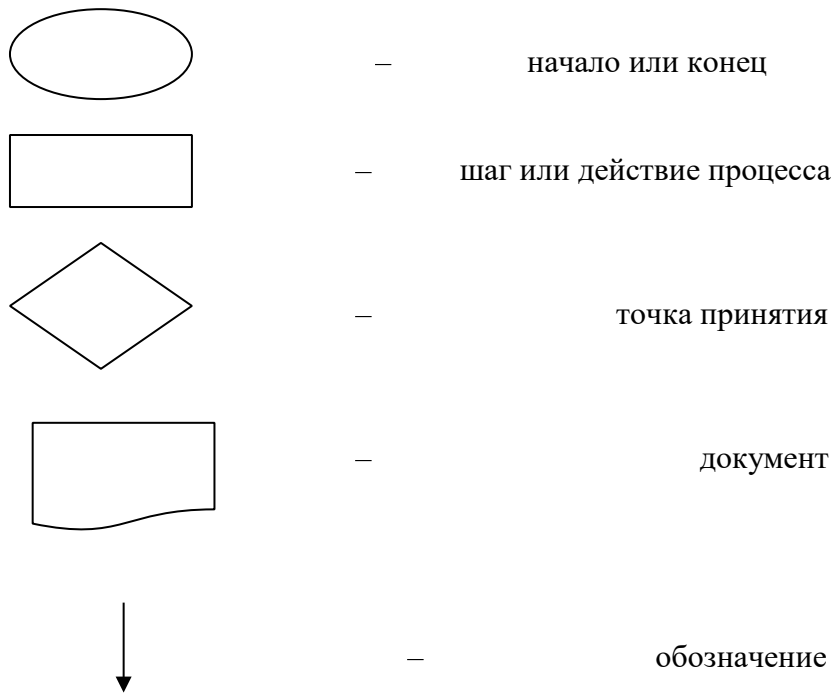 – начало или конец
– шаг или действие процесса
– точка принятия
– документ
– обозначение